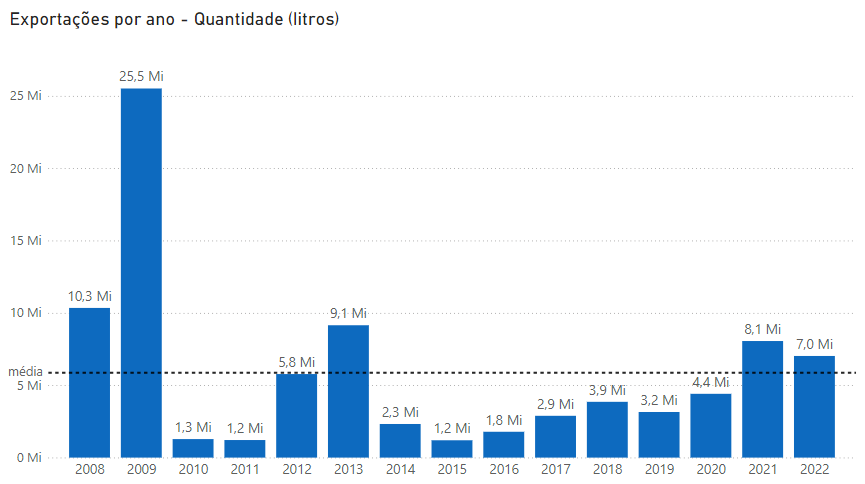 Exportações por ano - Quantidade (litros)
25,5 Mi
25 Mi
20 Mi
15 Mi
10,3 Mi
10 Mi
9,1 Mi
8,1 Mi
7,0 Mi
5,8 Mi
média
5 Mi
4,4 Mi
3,9 Mi
3,2 Mi
2,9 Mi
2,3 Mi
1,8 Mi
1,3 Mi
1,2 Mi
1,2 Mi
0 Mi
2008 2009 2010 2011 2012 2013 2014 2015 2016 2017 2018 2019 2020 2021 2022